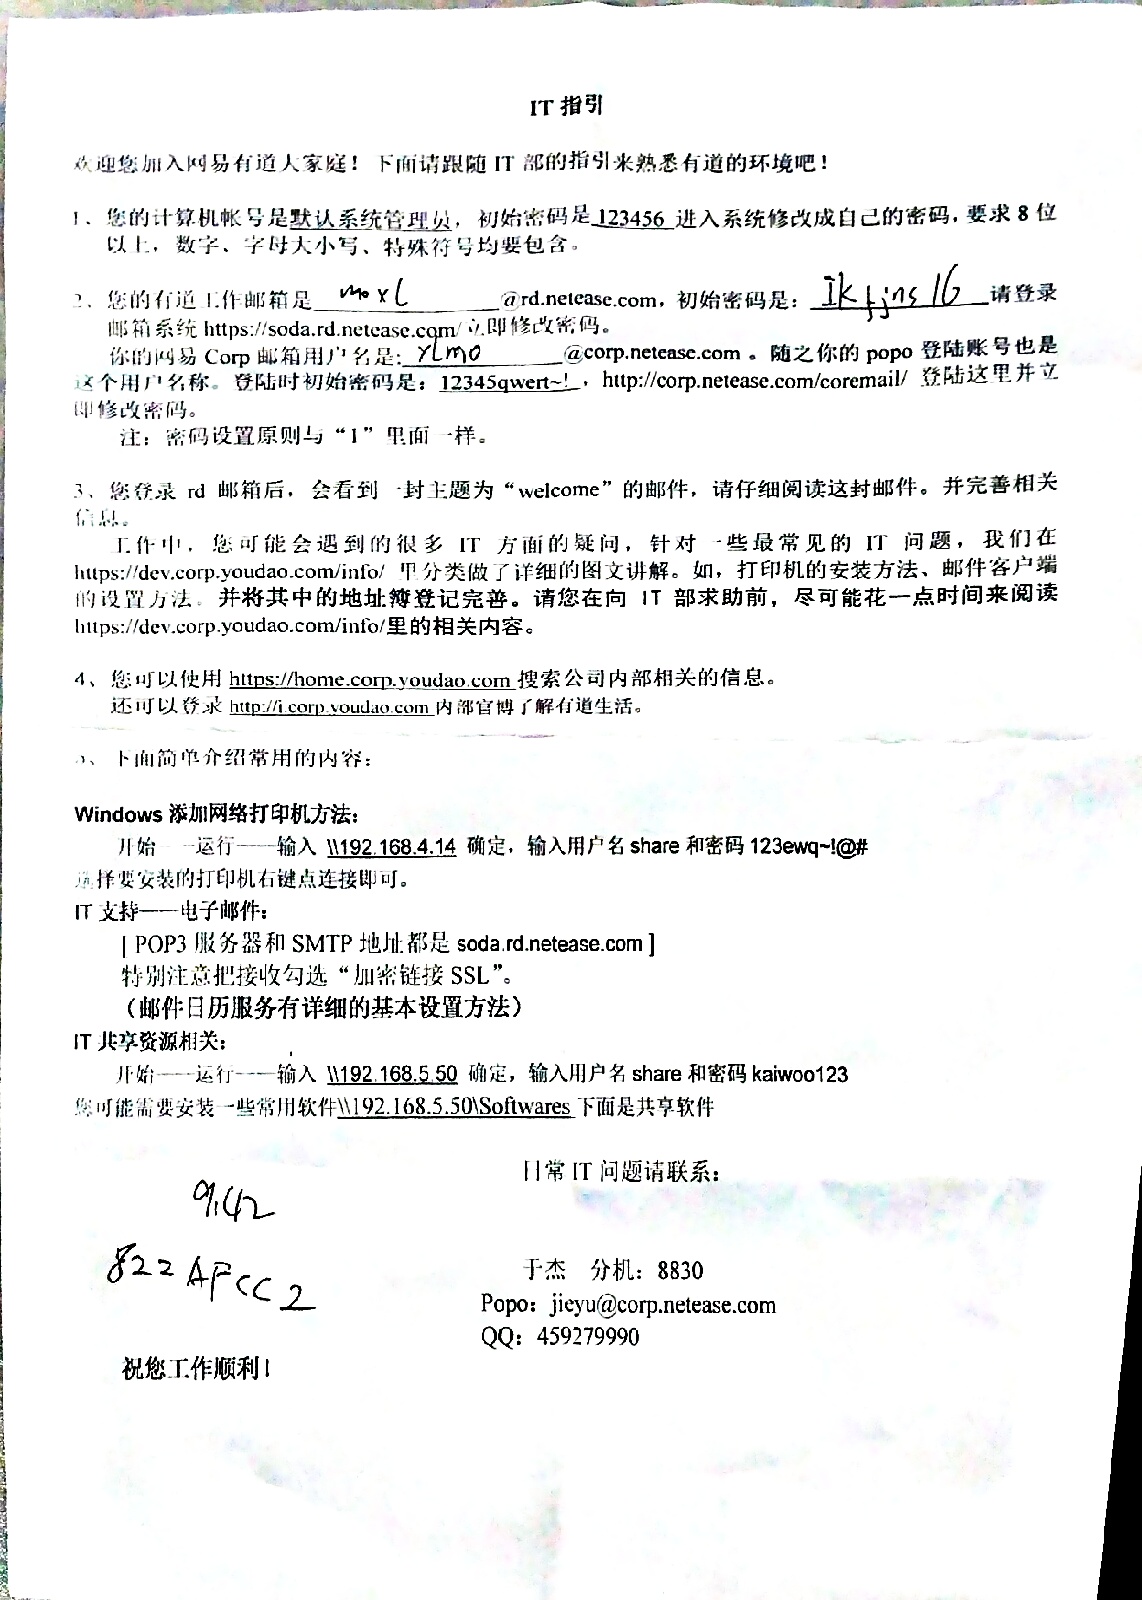 IT 指引
欢迎您加入网易有道大家庭！下面请跟随 IT 部的指引来熟悉有道的环境吧！
1、您的计算机帐号是默认系统管理员，初始密码是 123456 进入系统修改成自己的密码，要求 8 位
以上，数字、字母大小写、特殊符号均要包含。
2、您的有道工作邮箱是 moxl @rd.netease.com，初始密码是： 请登录
邮箱系统 https://soda.rd.netease.com/ 立即修改密码。
你的网易 Corp 邮箱用户名是: ylmo @corp.netease.com 。随之你的 popo 登陆账号也是
这个用户名称。登陆时初始密码是：12345qwert~! ，http://corp.netease.com/coremail/ 登陆这里并立
即修改密码。
注：密码设置原则与“1”里面一样。
3、您登录 rd 邮箱后，会看到一封主题为“welcome”的邮件，请仔细阅读这封邮件。并完善相关
信息。
工作中，您可能会遇到的很多 IT 方面的疑问，针对一些最常见的 IT 问题，我们在
https://dev.corp.youdao.com/info/ 里分类做了详细的图文讲解。如，打印机的安装方法、邮件客户端
的设置方法。并将其中的地址簿登记完善。请您在向 IT 部求助前，尽可能花一点时间来阅读
https://dev.corp.youdao.com/info/里的相关内容。
4、您可以使用 https://home.corp.youdao.com 搜索公司内部相关的信息。
还可以登录 http://i.corp.youdao.com 内部官博了解有道生活。
5、下面简单介绍常用的内容：
Windows 添加网络打印机方法：
开始——运行——输入 \\192.168.4.14 确定，输入用户名 share 和密码 123ewq~!@#
选择要安装的打印机右键点连接即可。
IT 支持——电子邮件：
[ POP3 服务器和 SMTP 地址都是 soda.rd.netease.com ]
特别注意把接收勾选“加密链接 SSL”。
（邮件日历服务有详细的基本设置方法）
IT 共享资源相关：
开始——运行——输入 \\192.168.5.50 确定，输入用户名 share 和密码 kaiwoo123
您可能需要安装一些常用软件\\192.168.5.50\Softwares 下面是共享软件
日常 IT 问题请联系：
822AFCC2
于杰 分机：8830
Popo：jieyu@corp.netease.com
QQ：459279990
祝您工作顺利！